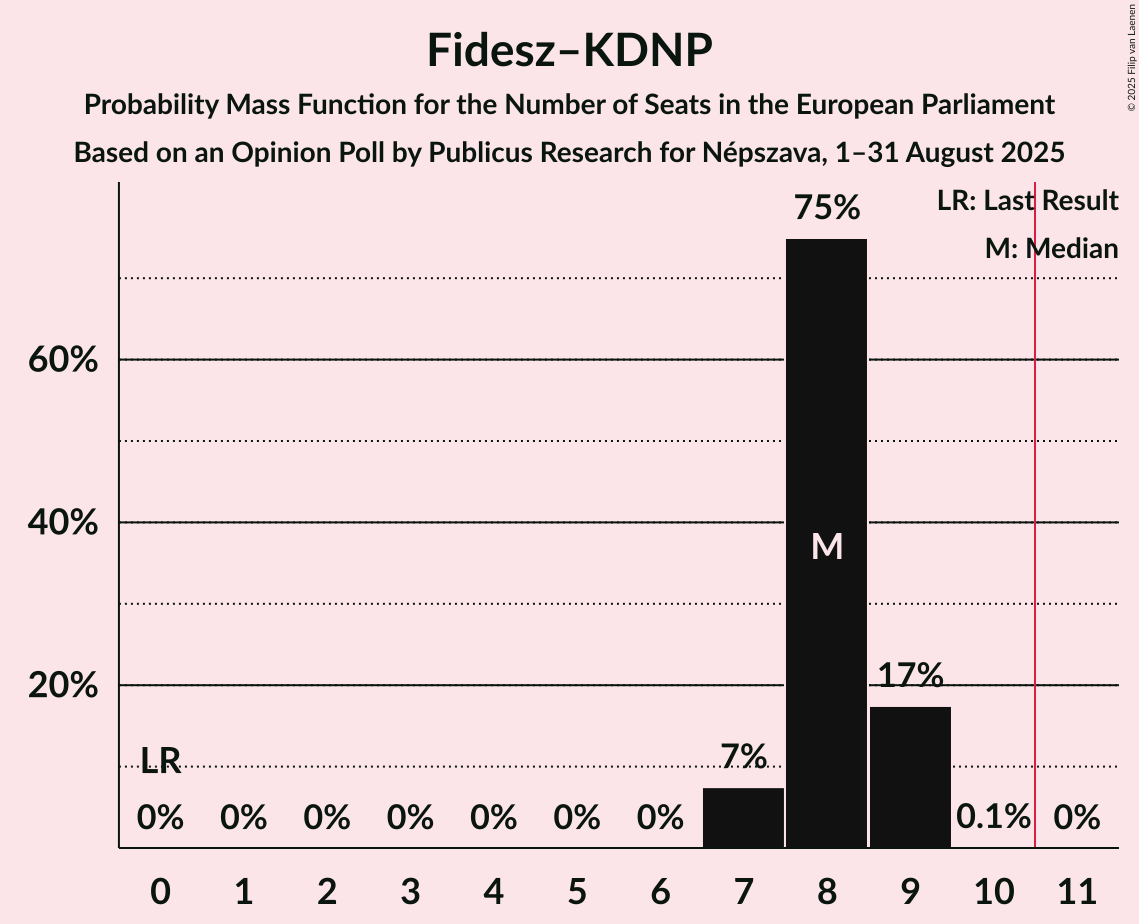 Fidesz–KDNP
Probability Mass Function for the Number of Seats in the European Parliament
Based on an Opinion Poll by Publicus Research for Népszava, 1–31 August 2025
© 2025 Filip van Laenen
LR: Last Result
M: Median
75%
60%
40%
M
20%
17%
7%
LR
0% 0% 0% 0% 0% 0% 0% 0.1% 0%
0 1 2 3 4 5 6 7 8 9 10 11